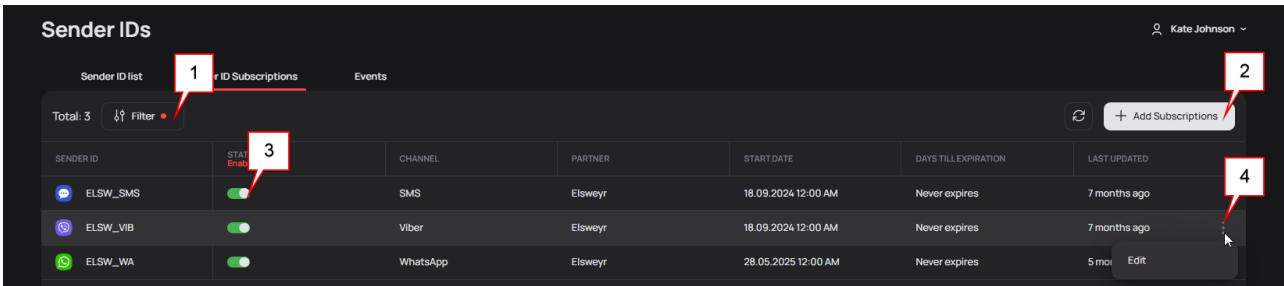 Sender IDs
Kate Johnson
Sender ID list
1
r ID Subscriptions
Events
2
Total: 3
Filter
Add Subscriptions
3
SENDER ID
STAT
Enab
CHANNEL
PARTNER
START DATE
DAYS TILL EXPIRATION
LAST UPDATED
ELSW_SMS
SMS
Elsweyr
18.09.2024 12:00 AM
Never expires
7 months ago
4
ELSW_VIB
Viber
Elsweyr
18.09.2024 12:00 AM
Never expires
7 months ago
ELSW_WA
WhatsApp
Elsweyr
28.05.2025 12:00 AM
Never expires
5 mo
Edit